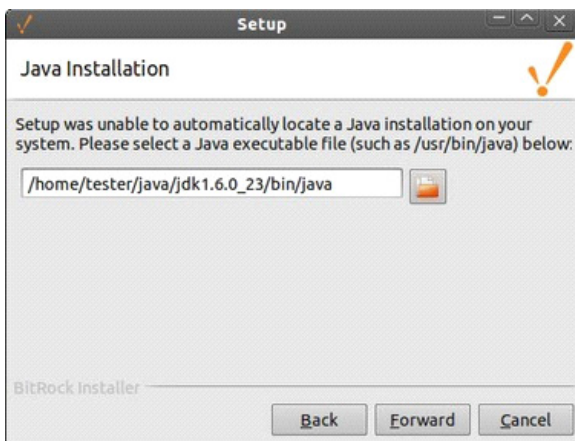 Setup
Java Installation
Setup was unable to automatically locate a Java installation on your
system. Please select a Java executable file (such as /usr/bin/java) below:
/home/tester/java/jdk1.6.0_23/bin/java
BitRock Installer
Back Forward Cancel